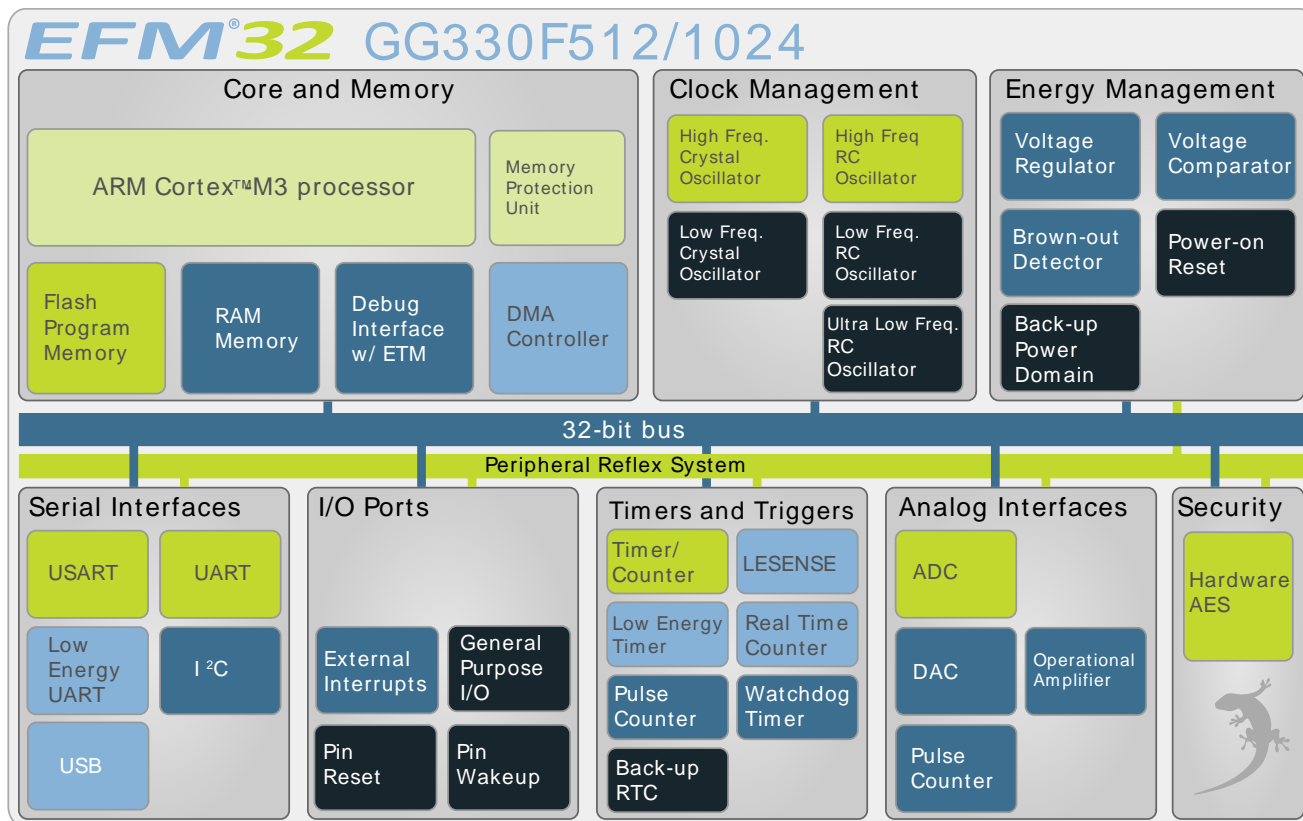 EFM®32 GG330F512/1024
Core and Memory
ARM Cortex™M3 processor
Memory
Protection
Unit
Flash
Program
Memory
RAM
Memory
Debug
Interface
w/ ETM
DMA
Controller
Clock Management
High Freq.
Crystal
Oscillator
High Freq
RC
Oscillator
Low Freq.
Crystal
Oscillator
Low Freq.
RC
Oscillator
Ultra Low Freq.
RC
Oscillator
Energy Management
Voltage
Regulator
Voltage
Comparator
Brown-out
Detector
Power-on
Reset
Back-up
Power
Domain
32-bit bus
Peripheral Reflex System
Serial Interfaces
USART
UART
Low
Energy
UART
I²C
USB
I/O Ports
External
Interrupts
General
Purpose
I/O
Pin
Reset
Pin
Wakeup
Timers and Triggers
Timer/
Counter
LESENSE
Low Energy
Timer
Real Time
Counter
Pulse
Counter
Watchdog
Timer
Back-up
RTC
Analog Interfaces
ADC
DAC
Operational
Amplifier
Pulse
Counter
Security
Hardware
AES